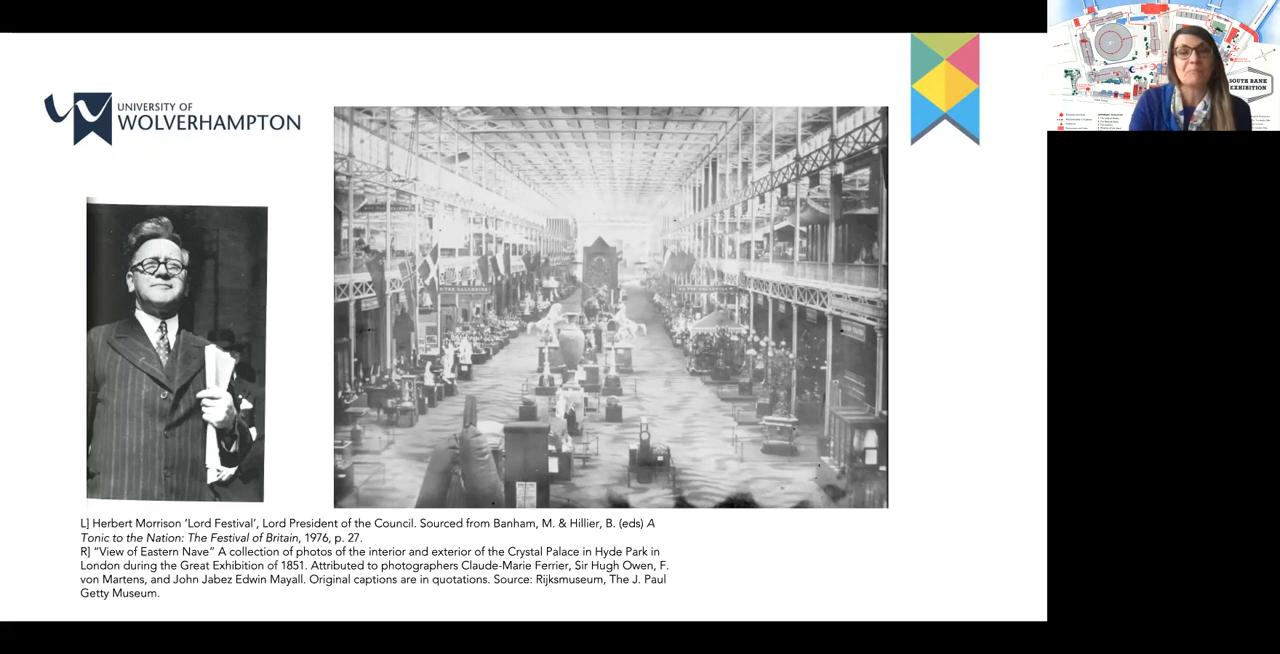 UNIVERSITY OF
WOLVERHAMPTON
L] Herbert Morrison ‘Lord Festival’, Lord President of the Council. Sourced from Banham, M. & Hillier, B. (eds) A
Tonic to the Nation: The Festival of Britain, 1976, p. 27.
R] “View of Eastern Nave” A collection of photos of the interior and exterior of the Crystal Palace in Hyde Park in
London during the Great Exhibition of 1851. Attributed to photographers Claude-Marie Ferrier, Sir Hugh Owen, F.
von Martens, and John Jabez Edwin Mayall. Original captions are in quotations. Source: Rijksmuseum, The J. Paul
Getty Museum.
SOUTH BANK
EXHIBITION